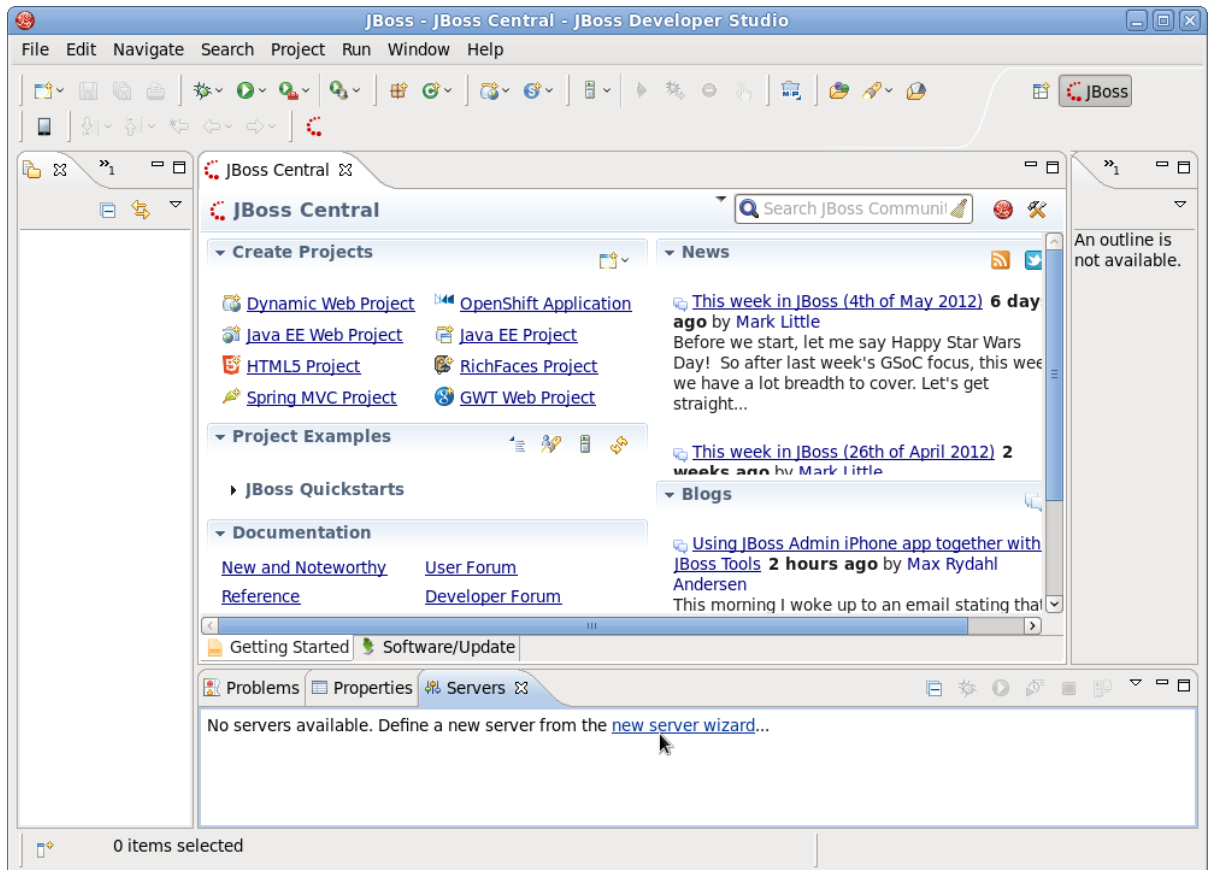 JBoss - JBoss Central - JBoss Developer Studio
File Edit Navigate Search Project Run Window Help
JBoss
»1
JBoss Central
»1
JBoss Central
Search JBoss Communit
An outline is
not available.
Create Projects
Dynamic Web Project OpenShift Application
Java EE Web Project Java EE Project
HTML5 Project RichFaces Project
Spring MVC Project GWT Web Project
Project Examples
JBoss Quickstarts
Documentation
New and Noteworthy User Forum
Reference Developer Forum
News
This week in JBoss (4th of May 2012) 6 day
ago by Mark Little
Before we start, let me say Happy Star Wars
Day! So after last week's GSoC focus, this wee
we have a lot breadth to cover. Let's get
straight...
This week in JBoss (26th of April 2012) 2
weeks ago by Mark Little
Blogs
Using JBoss Admin iPhone app together with
JBoss Tools 2 hours ago by Max Rydahl
Andersen
This morning I woke up to an email stating that
Getting Started Software/Update
Problems Properties Servers
No servers available. Define a new server from the new server wizard...
0 items selected